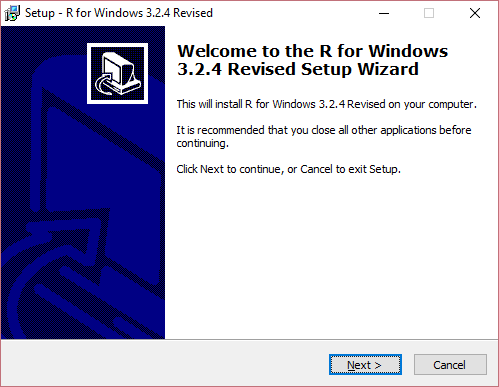 Setup - R for Windows 3.2.4 Revised
Welcome to the R for Windows
3.2.4 Revised Setup Wizard
This will install R for Windows 3.2.4 Revised on your computer.
It is recommended that you close all other applications before
continuing.
Click Next to continue, or Cancel to exit Setup.
Next >
Cancel